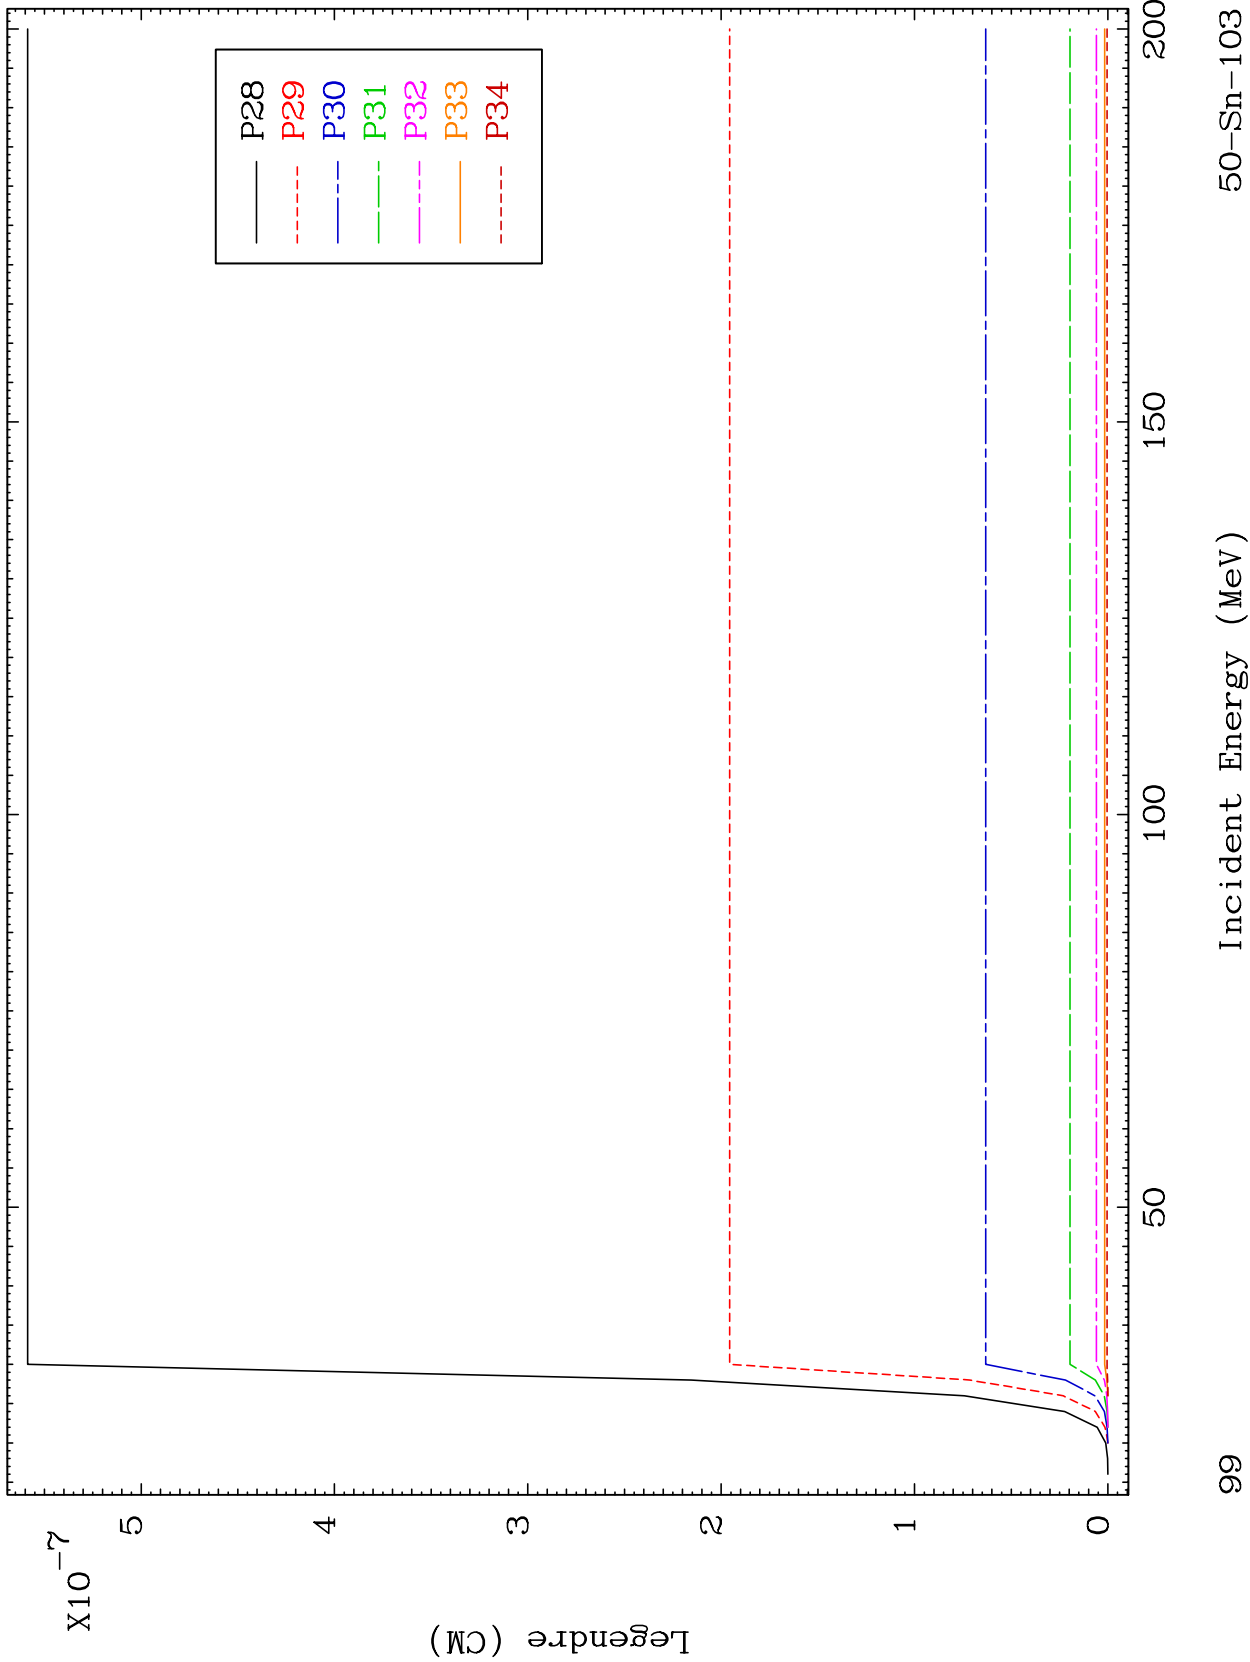 X10-7
5
4
3
2
1
0
Legendre (CM)
P28
P29
P30
P31
P32
P33
P34
50
100
150
200
Incident Energy (MeV)
99
50-Sn-103